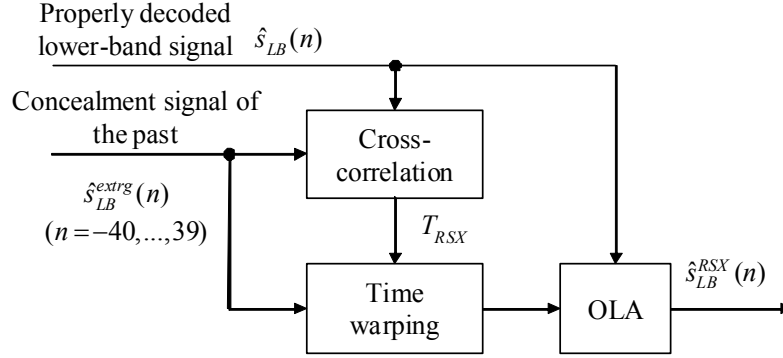 Properly decoded
lower-band signal ŝ_LB(n)
Concealment signal of
the past
Cross-
correlation
ŝ_LB^extrg(n)
(n = −40,...,39)
T_RSX
Time
warping
OLA
ŝ_LB^RSX(n)